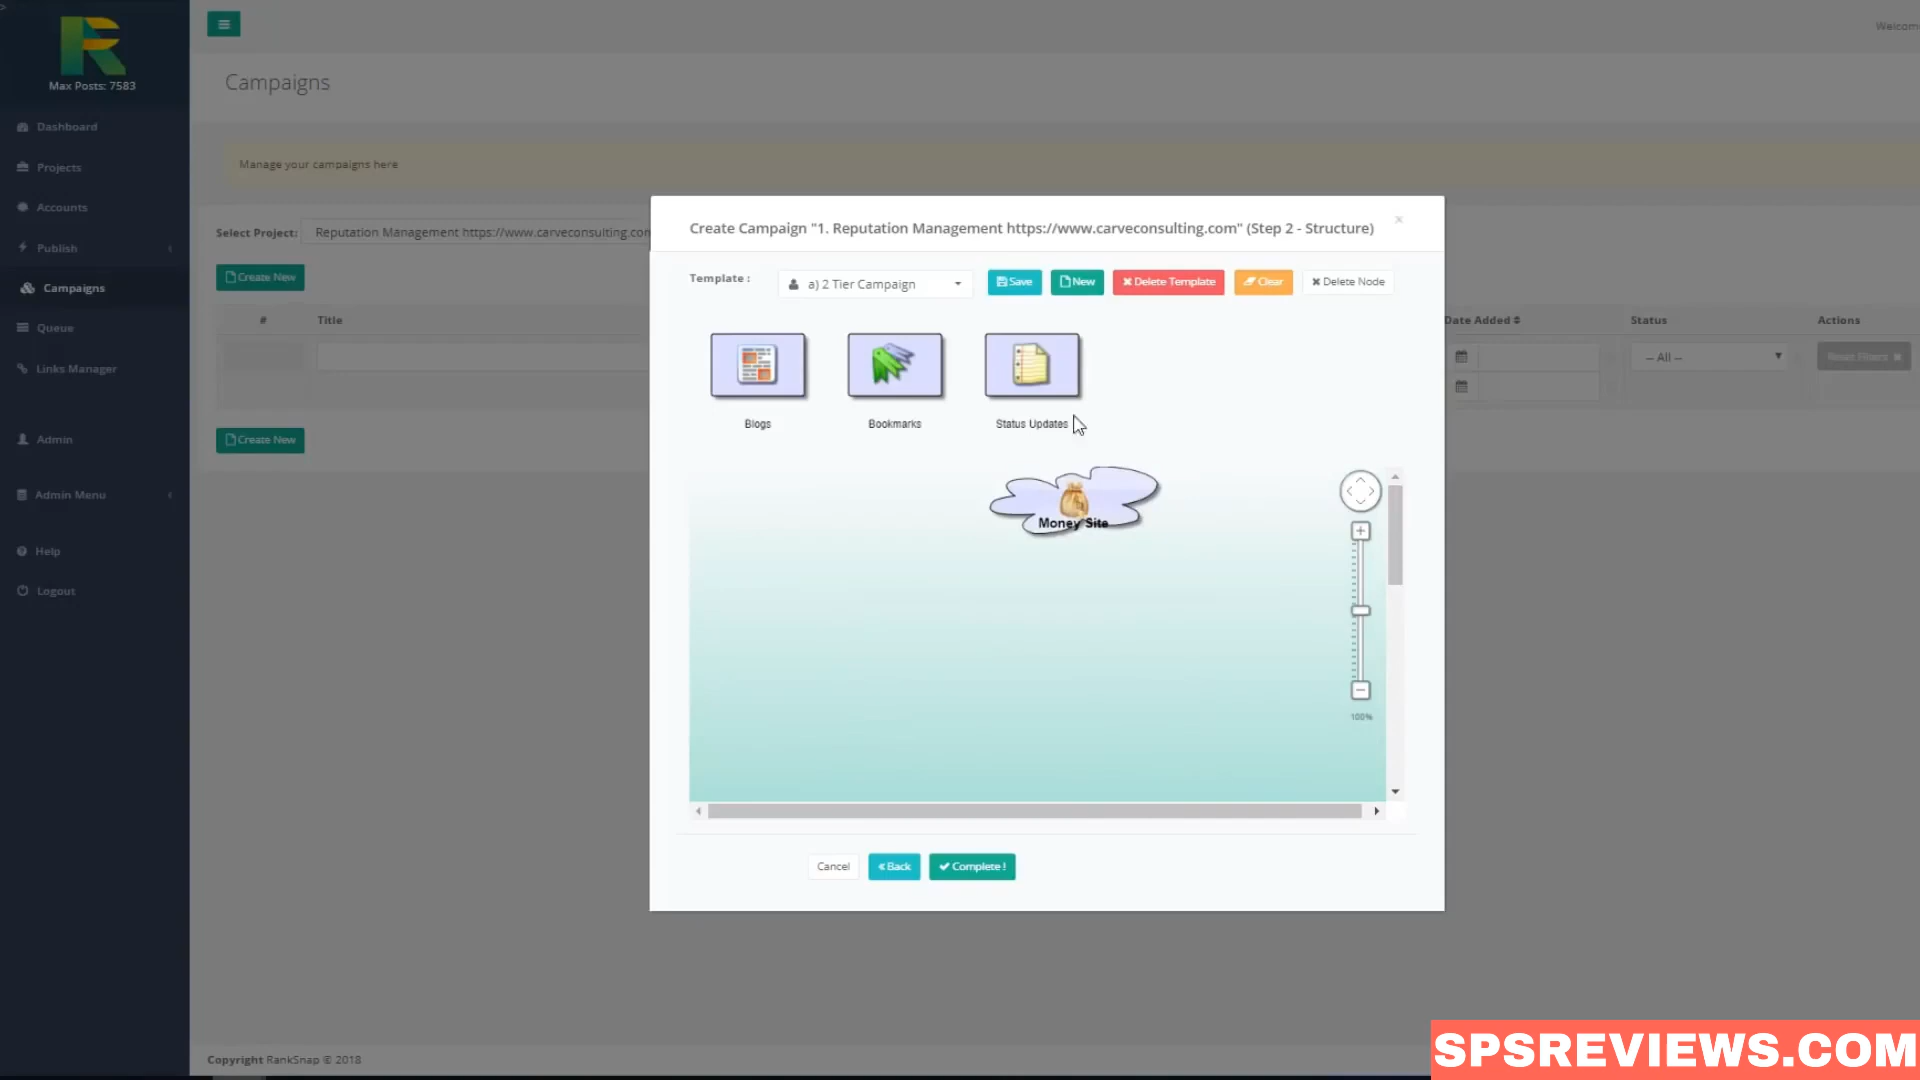 Max Posts: 7583
Dashboard
Projects
Accounts
Publish
Campaigns
Queue
Links Manager
Admin
Admin Menu
Help
Logout
Welcom
Campaigns
Manage your campaigns here
Select Project: Reputation Management https://www.carveconsulting.com
Create New
# Title Date Added Status Actions
-- All --
Reset Filters
Create New
Create Campaign "1. Reputation Management https://www.carveconsulting.com" (Step 2 - Structure)
×
Template : a) 2 Tier Campaign Save New Delete Template Clear Delete Node
Blogs Bookmarks Status Updates
Money Site
100%
Cancel Back Complete !
Copyright RankSnap © 2018
SPSREVIEWS.COM